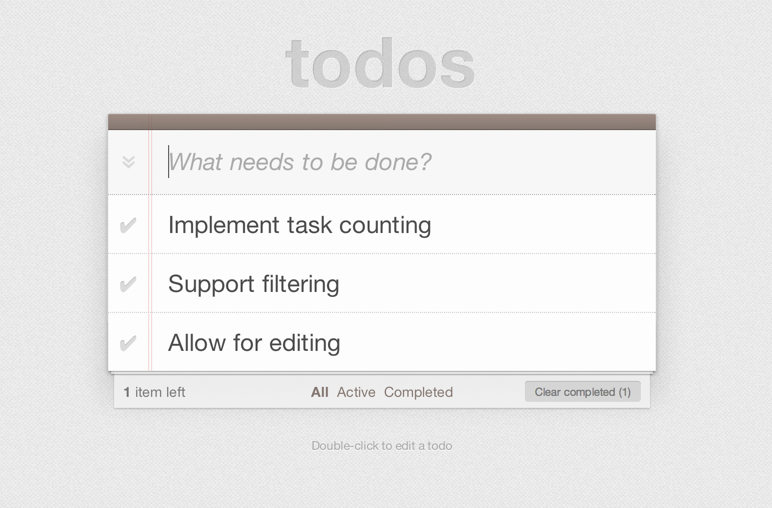 todos
What needs to be done?
Implement task counting
Support filtering
Allow for editing
1 item left All Active Completed Clear completed (1)
Double-click to edit a todo